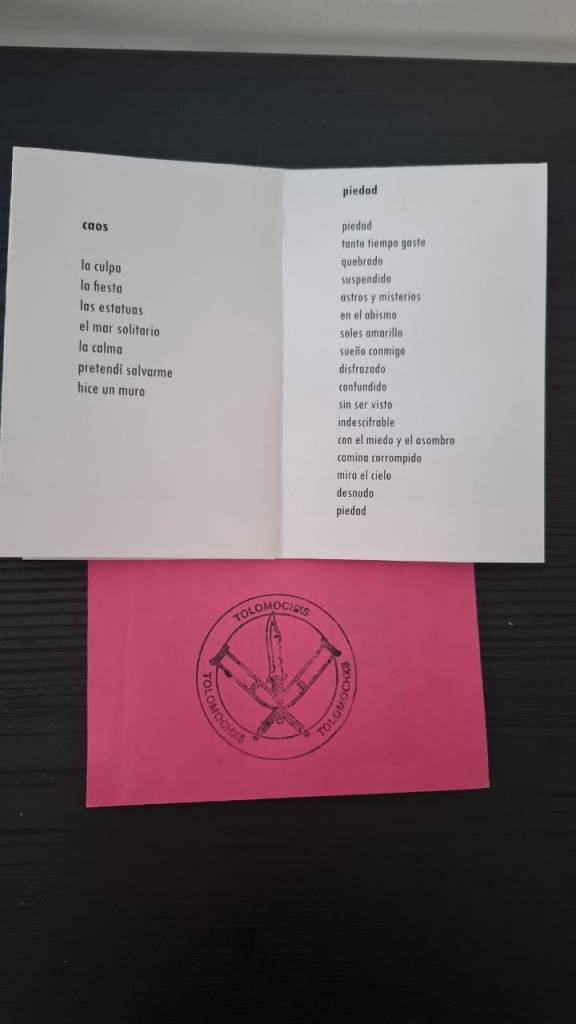 caos
la culpa
la fiesta
las estatuas
el mar solitario
la calma
pretendí salvarme
hice un muro
piedad
piedad
tanto tiempo gaste
quebrado
suspendido
astros y misterios
en el abismo
soles amarillo
sueño conmigo
disfrazado
confundido
sin ser visto
indescifrable
con el miedo y el asombro
camina corrompido
mira el cielo
desnudo
piedad
TOLOMOCHXS
TOLOMOCHXS
TOLOMOCHXS